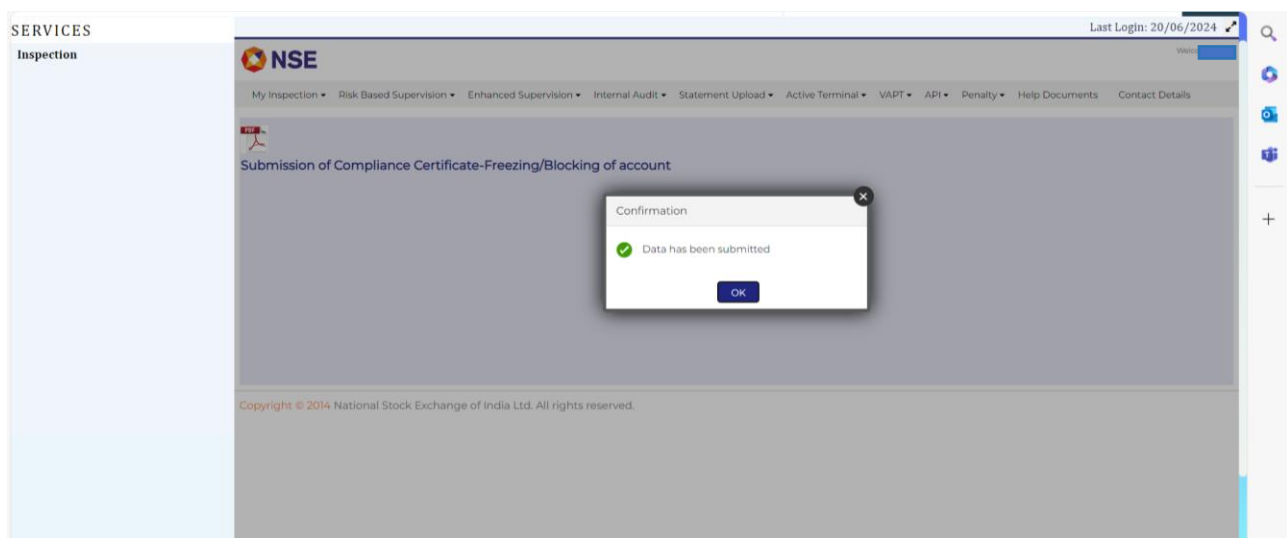 SERVICES
Inspection
Last Login: 20/06/2024
NSE
My Inspection Risk Based Supervision Enhanced Supervision Internal Audit Statement Upload Active Terminal VAPT API Penalty Help Documents Contact Details
PDF
Submission of Compliance Certificate-Freezing/Blocking of account
Confirmation
Data has been submitted
OK
Copyright © 2014 National Stock Exchange of India Ltd. All rights reserved.